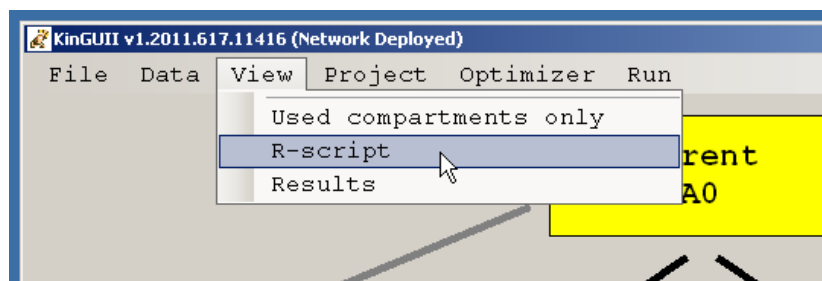 KinGUII v1.2011.617.11416 (Network Deployed)
File Data View Project Optimizer Run
Used compartments only
R-script
Results
rent
A0